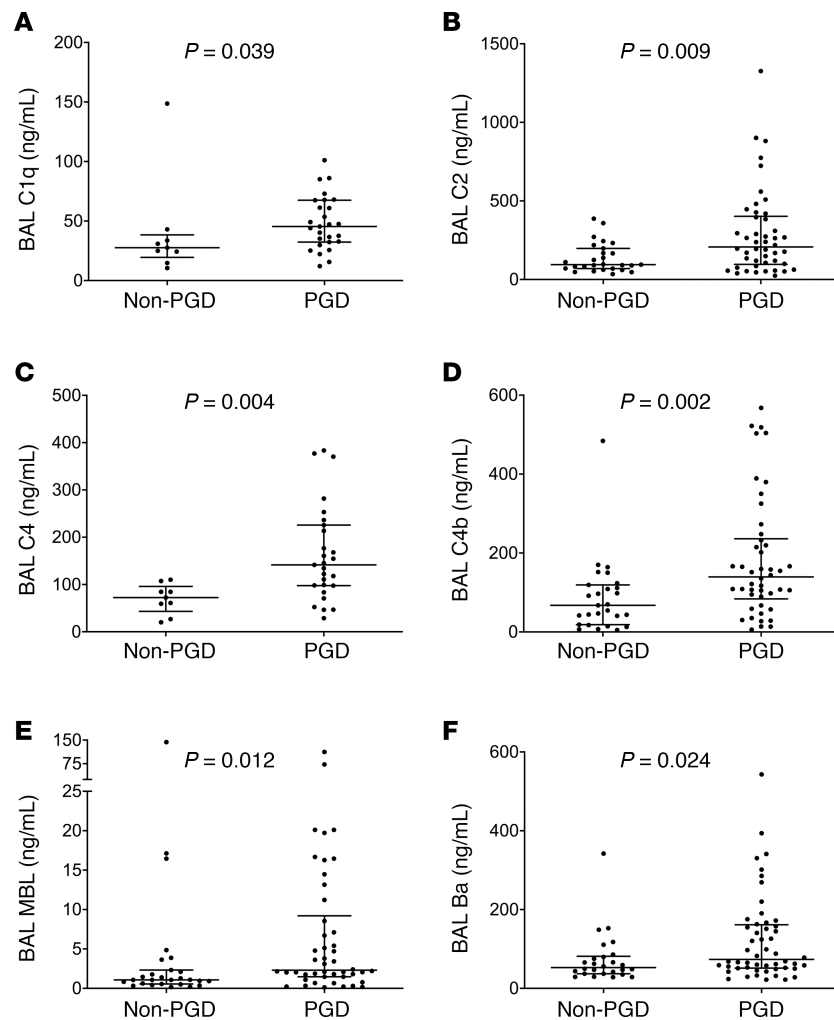 A
P = 0.039
BAL C1q (ng/mL)
200
150
100
50
0
Non-PGD PGD
B
P = 0.009
BAL C2 (ng/mL)
1500
1000
500
0
Non-PGD PGD
C
P = 0.004
BAL C4 (ng/mL)
500
400
300
200
100
0
Non-PGD PGD
D
P = 0.002
BAL C4b (ng/mL)
600
400
200
0
Non-PGD PGD
E
P = 0.012
BAL MBL (ng/mL)
150
75
25
20
15
10
5
0
Non-PGD PGD
F
P = 0.024
BAL Ba (ng/mL)
600
400
200
0
Non-PGD PGD